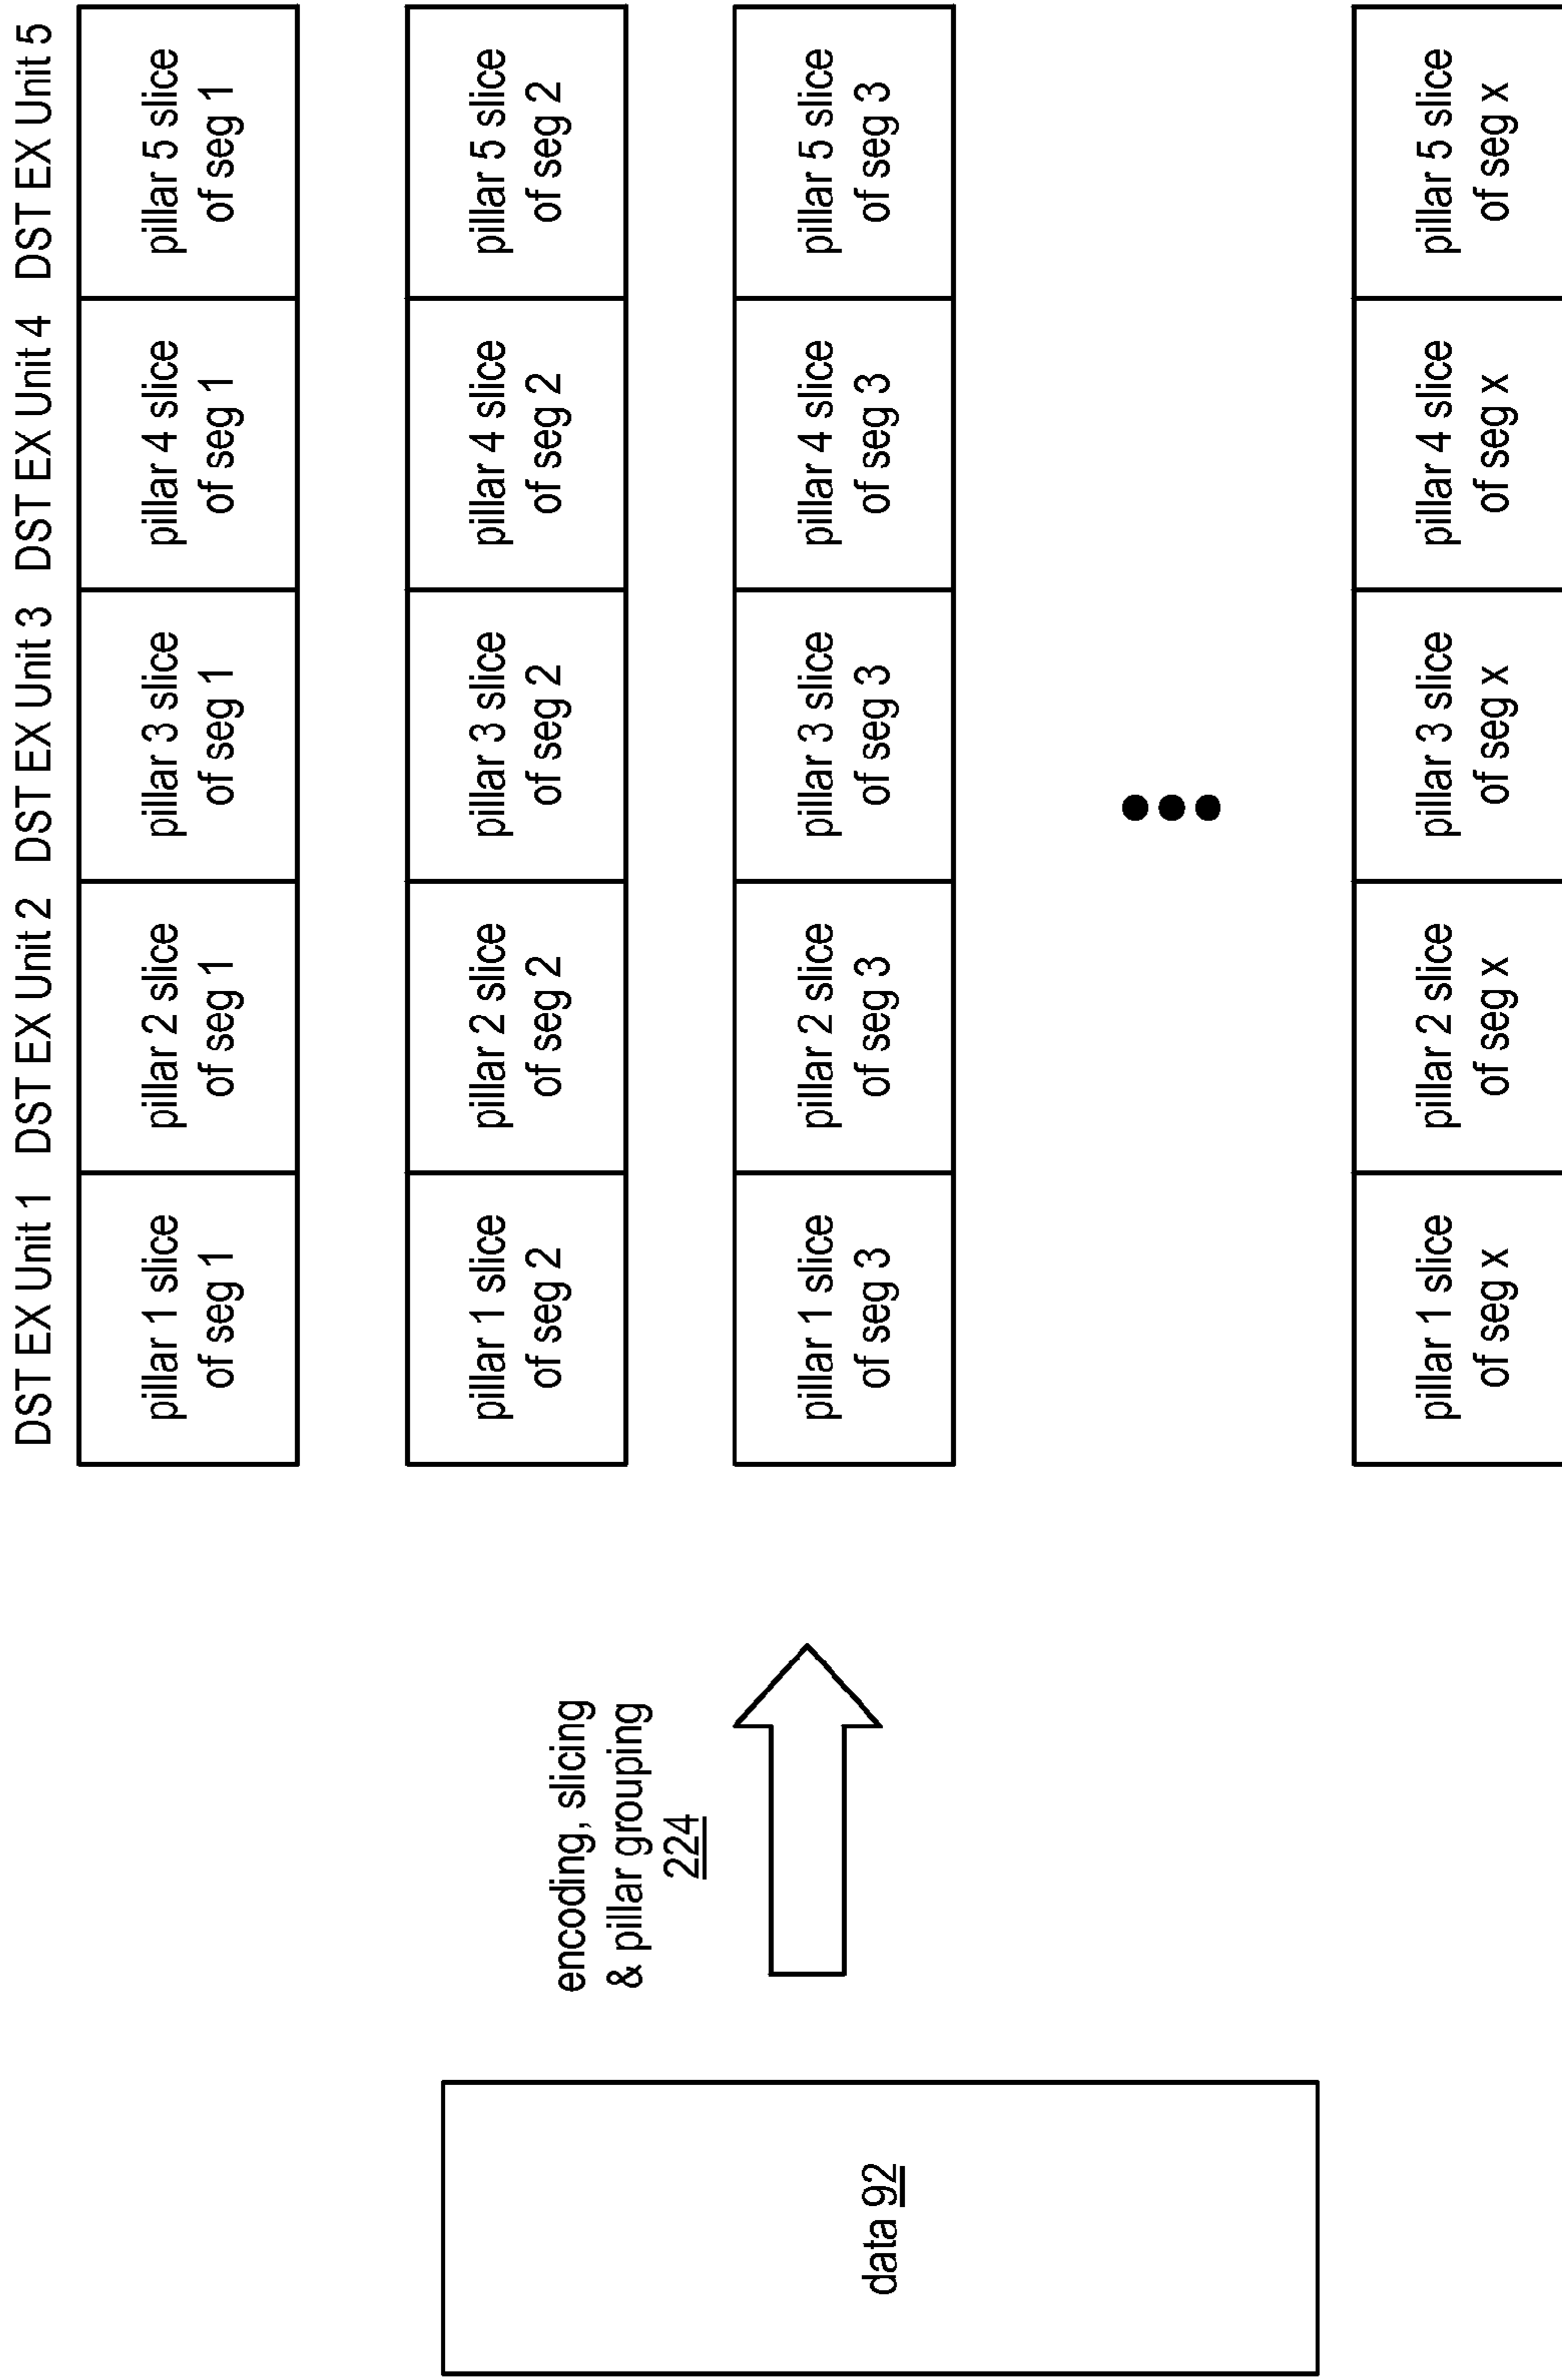 DST EX Unit 1 DST EX Unit 2 DST EX Unit 3 DST EX Unit 4 DST EX Unit 5
pillar 1 slice
of seg 1
pillar 2 slice
of seg 1
pillar 3 slice
of seg 1
pillar 4 slice
of seg 1
pillar 5 slice
of seg 1
pillar 1 slice
of seg 2
pillar 2 slice
of seg 2
pillar 3 slice
of seg 2
pillar 4 slice
of seg 2
pillar 5 slice
of seg 2
encoding, slicing
& pillar grouping
224
data 92
pillar 1 slice
of seg 3
pillar 2 slice
of seg 3
pillar 3 slice
of seg 3
pillar 4 slice
of seg 3
pillar 5 slice
of seg 3
pillar 1 slice
of seg x
pillar 2 slice
of seg x
pillar 3 slice
of seg x
pillar 4 slice
of seg x
pillar 5 slice
of seg x